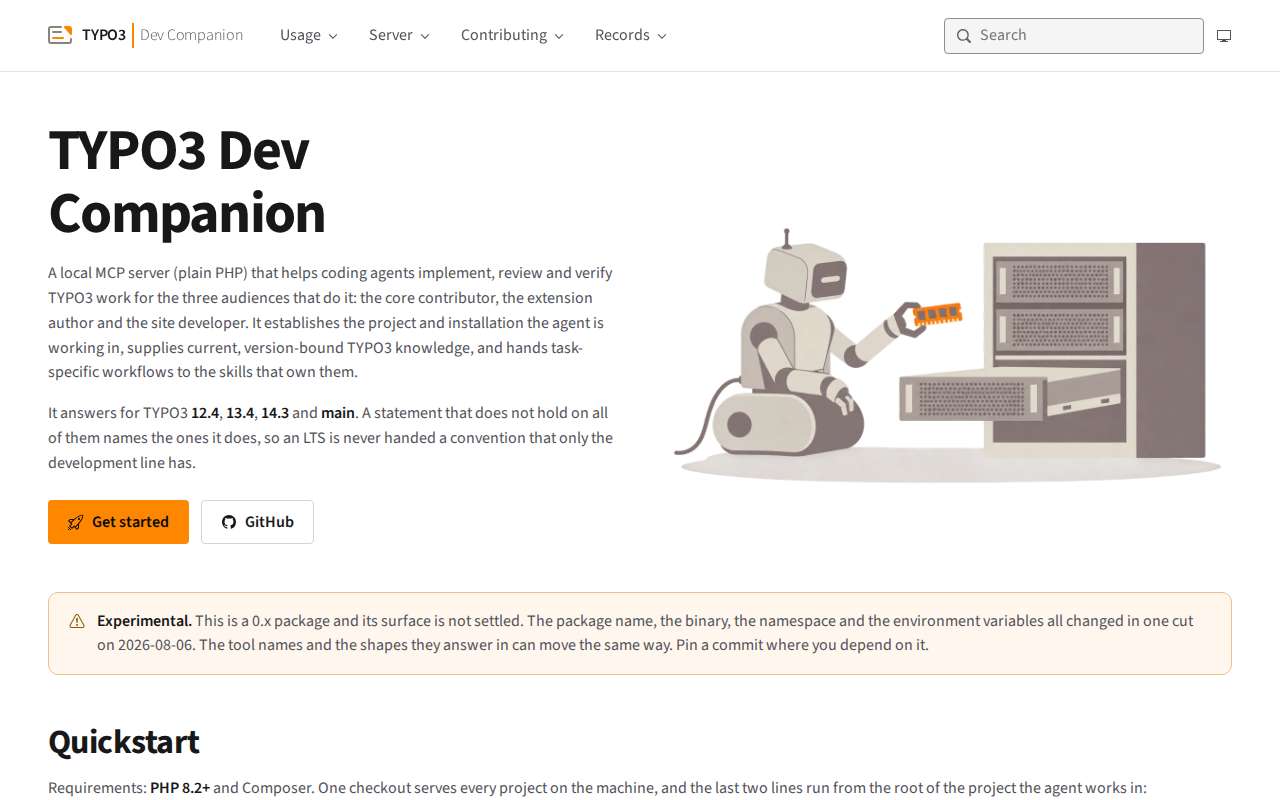 TYPO3 Dev Companion
Usage
Server
Contributing
Records
Search
TYPO3 Dev
Companion
A local MCP server (plain PHP) that helps coding agents implement, review and verify
TYPO3 work for the three audiences that do it: the core contributor, the extension
author and the site developer. It establishes the project and installation the agent is
working in, supplies current, version-bound TYPO3 knowledge, and hands task-
specific workflows to the skills that own them.
It answers for TYPO3 12.4, 13.4, 14.3 and main. A statement that does not hold on all
of them names the ones it does, so an LTS is never handed a convention that only the
development line has.
Get started
GitHub
Experimental. This is a 0.x package and its surface is not settled. The package name, the binary, the namespace and the environment variables all changed in one cut
on 2026-08-06. The tool names and the shapes they answer in can move the same way. Pin a commit where you depend on it.
Quickstart
Requirements: PHP 8.2+ and Composer. One checkout serves every project on the machine, and the last two lines run from the root of the project the agent works in: